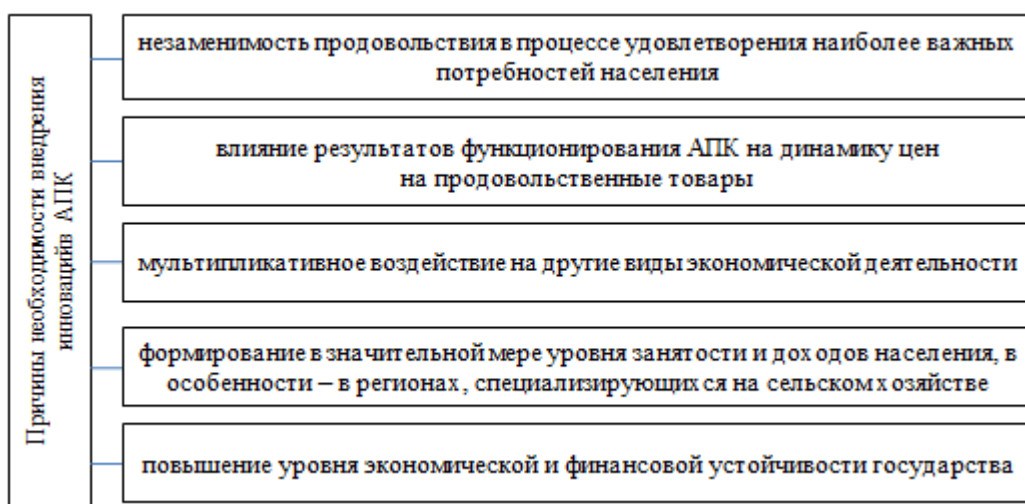 Причины необходимости внедрения
инновацийв АПК
незаменимость продовольствия в процессе удовлетворения наиболее важных
потребностей населения
влияние результатов функционирования АПК на динамику цен
на продовольственные товары
мультипликативное воздействие на другие виды экономической деятельности
формирование в значительной мере уровня занятости и доходов населения, в
особенности – в регионах, специализирующихся на сельском хозяйстве
повышение уровня экономической и финансовой устойчивости государства